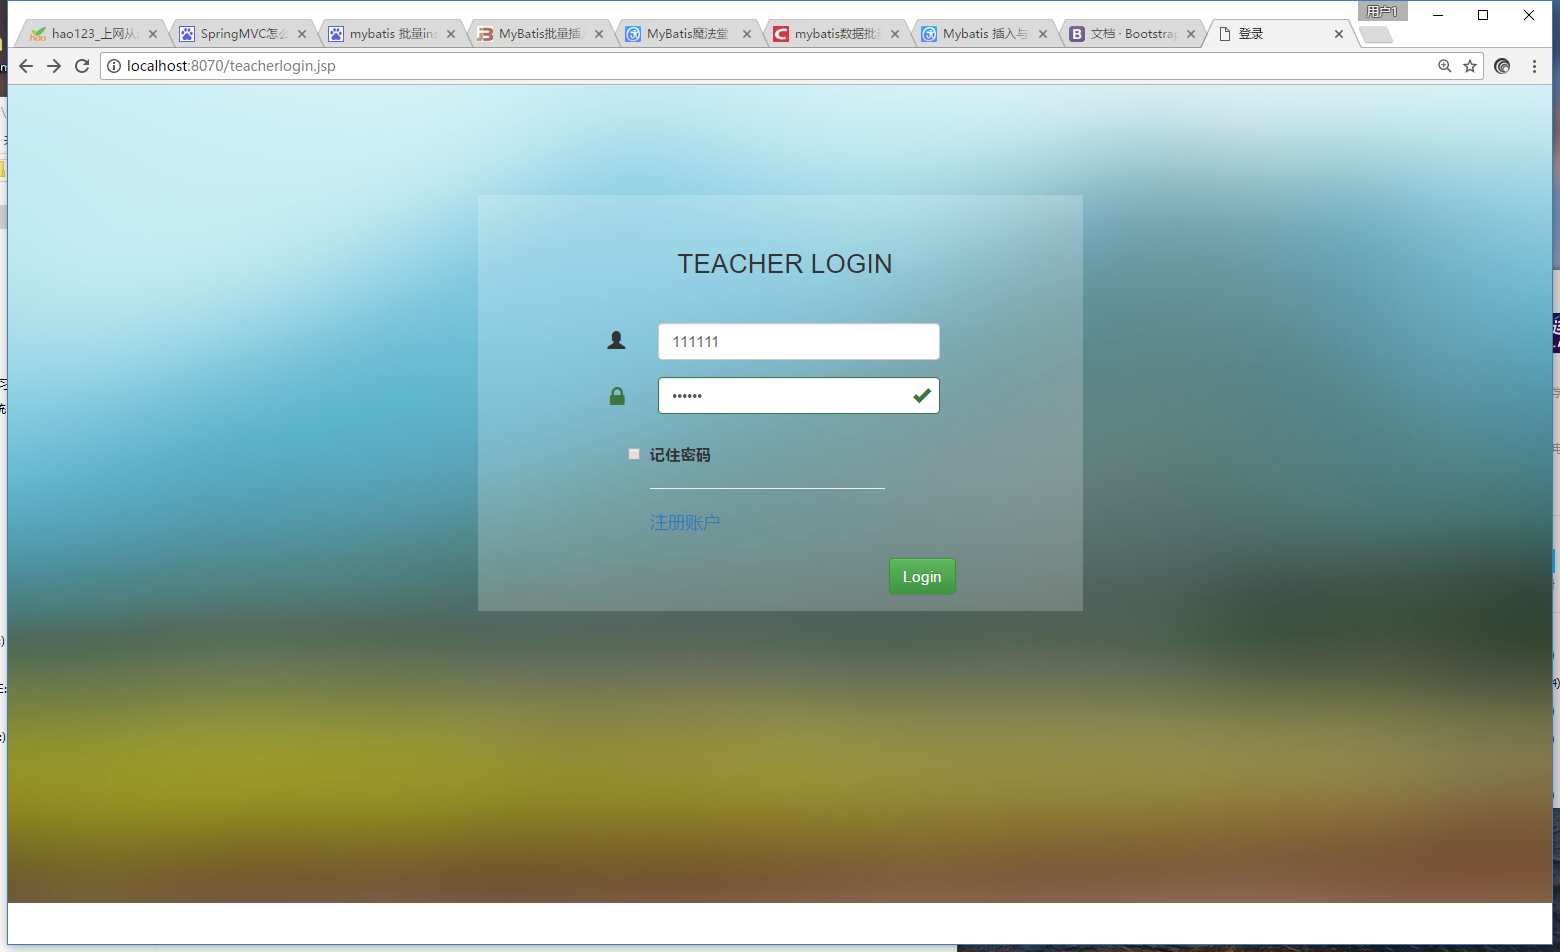 用户1
hao123_上网从
SpringMVC怎么
mybatis 批量ins
MyBatis批量插
MyBatis魔法堂
mybatis数据批
Mybatis 插入与
文档 · Bootstrap
登录
localhost:8070/teacherlogin.jsp
TEACHER LOGIN
111111
••••••
记住密码
注册账户
Login